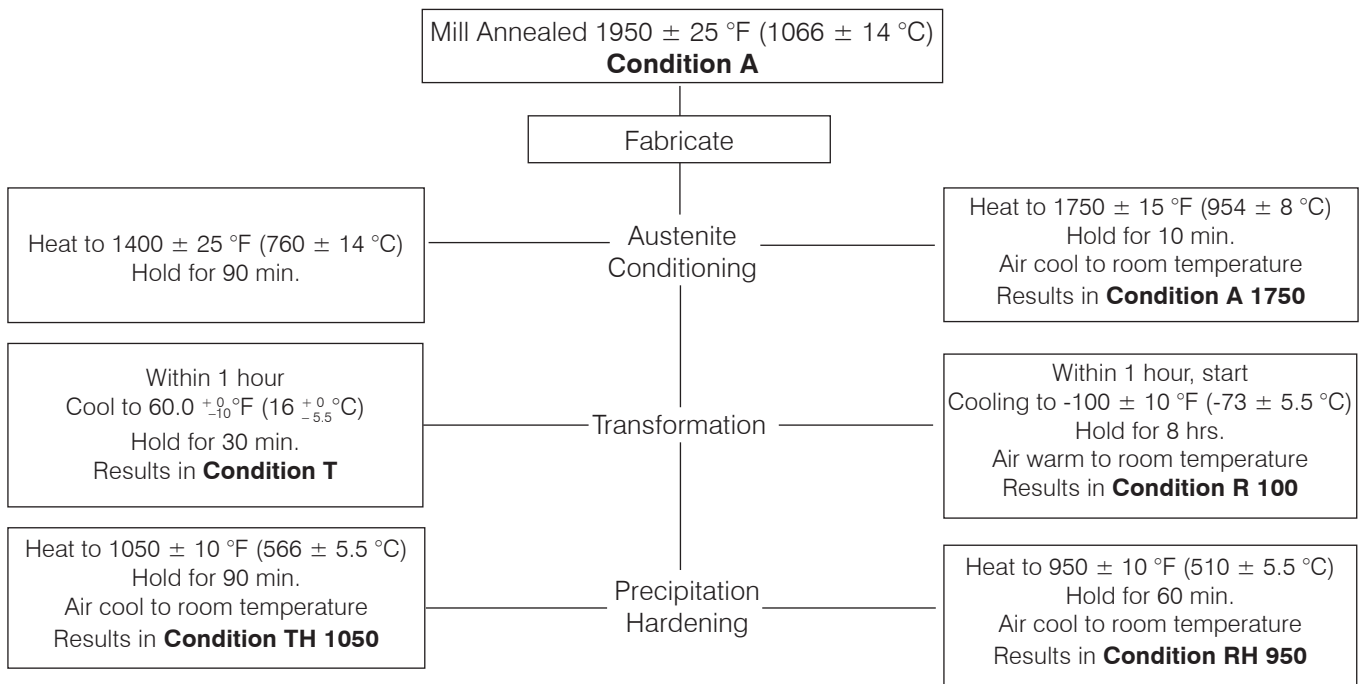 Mill Annealed 1950 ± 25 °F (1066 ± 14 °C)
Condition A
Fabricate
Heat to 1400 ± 25 °F (760 ± 14 °C)
Hold for 90 min.
Austenite
Conditioning
Heat to 1750 ± 15 °F (954 ± 8 °C)
Hold for 10 min.
Air cool to room temperature
Results in Condition A 1750
Within 1 hour
Cool to 60.0 +0 −10 °F (16 +0 −5.5 °C)
Hold for 30 min.
Results in Condition T
Transformation
Within 1 hour, start
Cooling to -100 ± 10 °F (-73 ± 5.5 °C)
Hold for 8 hrs.
Air warm to room temperature
Results in Condition R 100
Heat to 1050 ± 10 °F (566 ± 5.5 °C)
Hold for 90 min.
Air cool to room temperature
Results in Condition TH 1050
Precipitation
Hardening
Heat to 950 ± 10 °F (510 ± 5.5 °C)
Hold for 60 min.
Air cool to room temperature
Results in Condition RH 950